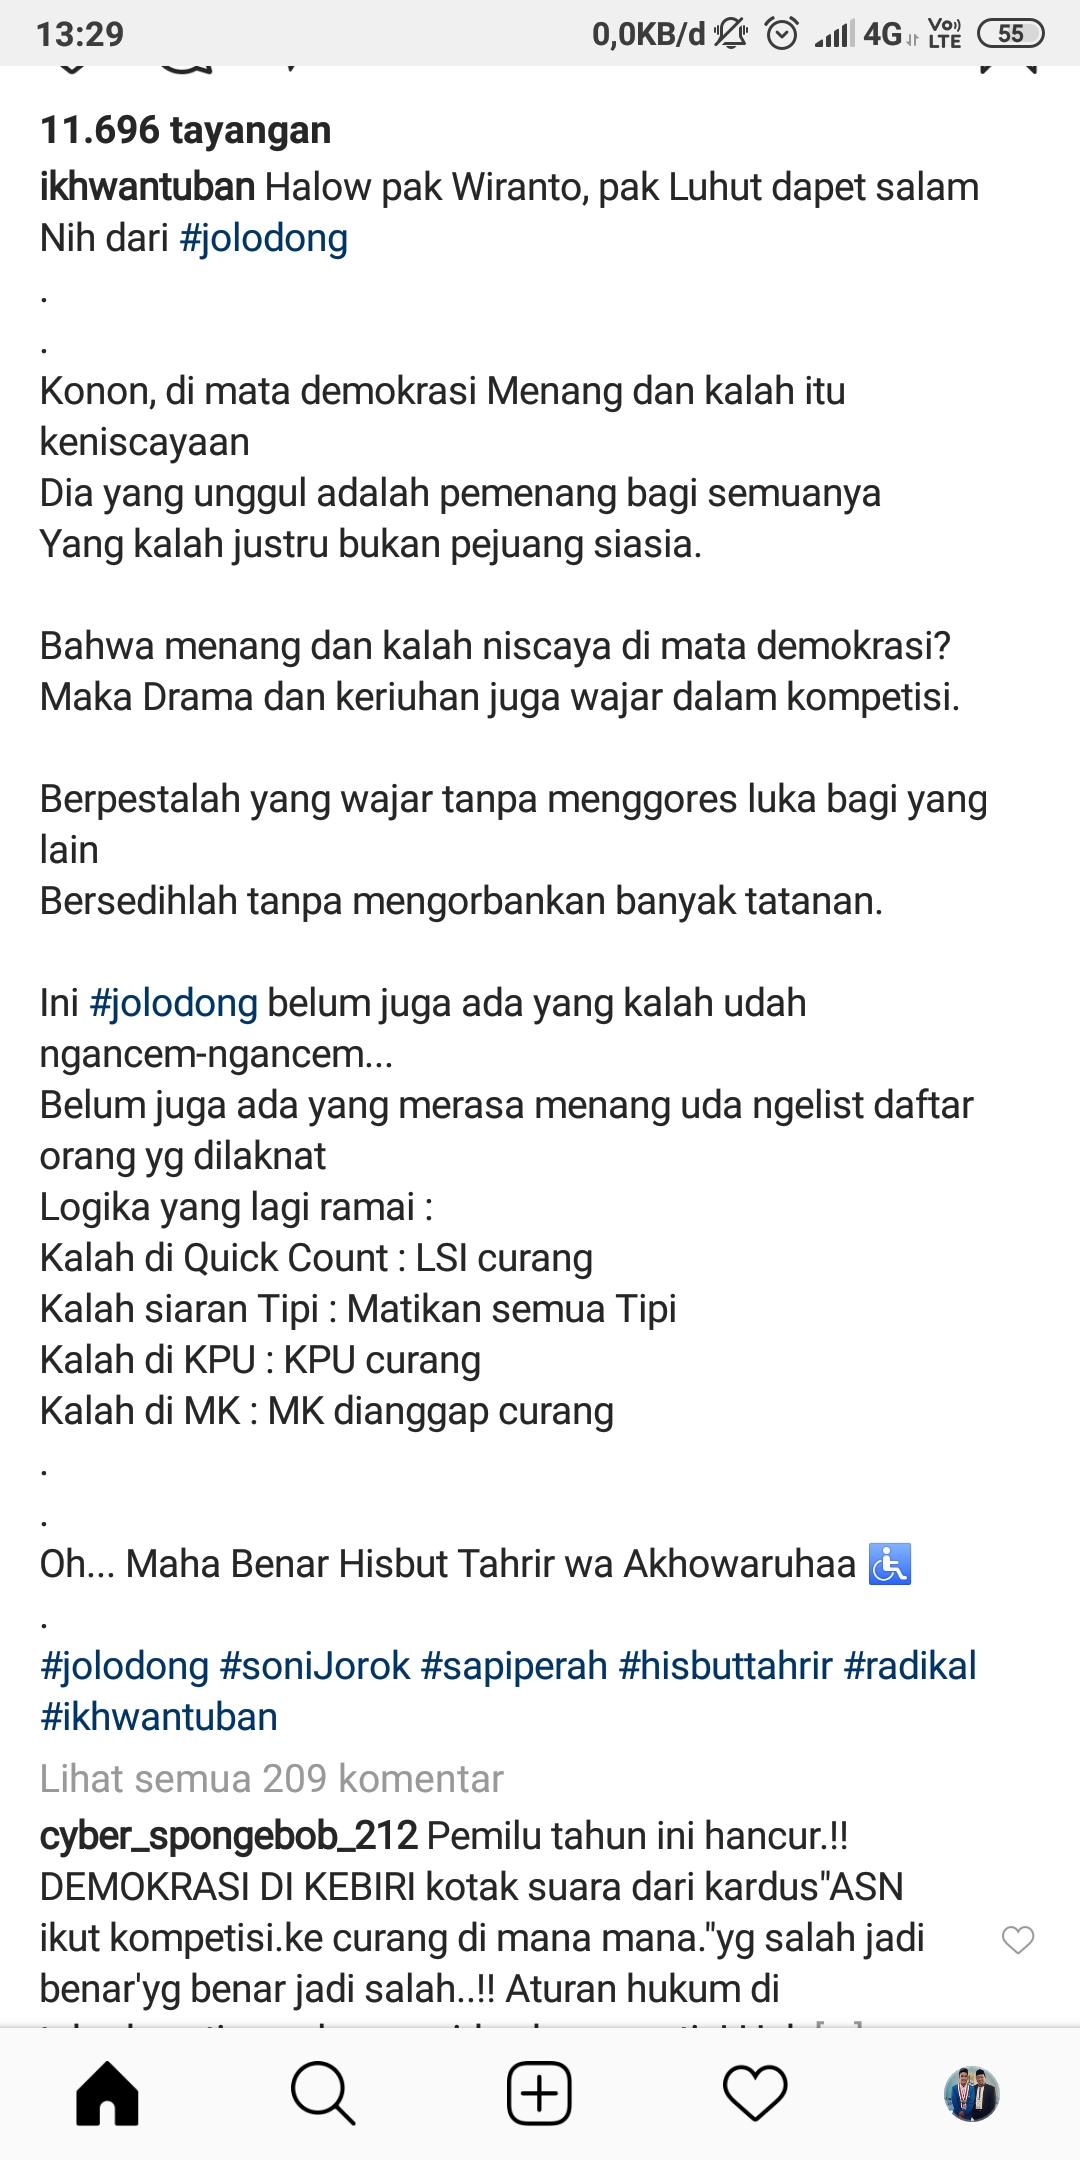 13:29 0,0KB/d 4G Vo)) LTE 55
11.696 tayangan
ikhwantuban Halow pak Wiranto, pak Luhut dapet salam
Nih dari #jolodong
.
.
Konon, di mata demokrasi Menang dan kalah itu
keniscayaan
Dia yang unggul adalah pemenang bagi semuanya
Yang kalah justru bukan pejuang siasia.
Bahwa menang dan kalah niscaya di mata demokrasi?
Maka Drama dan keriuhan juga wajar dalam kompetisi.
Berpestalah yang wajar tanpa menggores luka bagi yang
lain
Bersedihlah tanpa mengorbankan banyak tatanan.
Ini #jolodong belum juga ada yang kalah udah
ngancem-ngancem...
Belum juga ada yang merasa menang uda ngelist daftar
orang yg dilaknat
Logika yang lagi ramai :
Kalah di Quick Count : LSI curang
Kalah siaran Tipi : Matikan semua Tipi
Kalah di KPU : KPU curang
Kalah di MK : MK dianggap curang
.
.
Oh... Maha Benar Hisbut Tahrir wa Akhowaruhaa ♿
.
#jolodong #soniJorok #sapiperah #hisbuttahrir #radikal
#ikhwantuban
Lihat semua 209 komentar
cyber_spongebob_212 Pemilu tahun ini hancur.!!
DEMOKRASI DI KEBIRI kotak suara dari kardus"ASN
ikut kompetisi.ke curang di mana mana."yg salah jadi
benar'yg benar jadi salah..!! Aturan hukum di